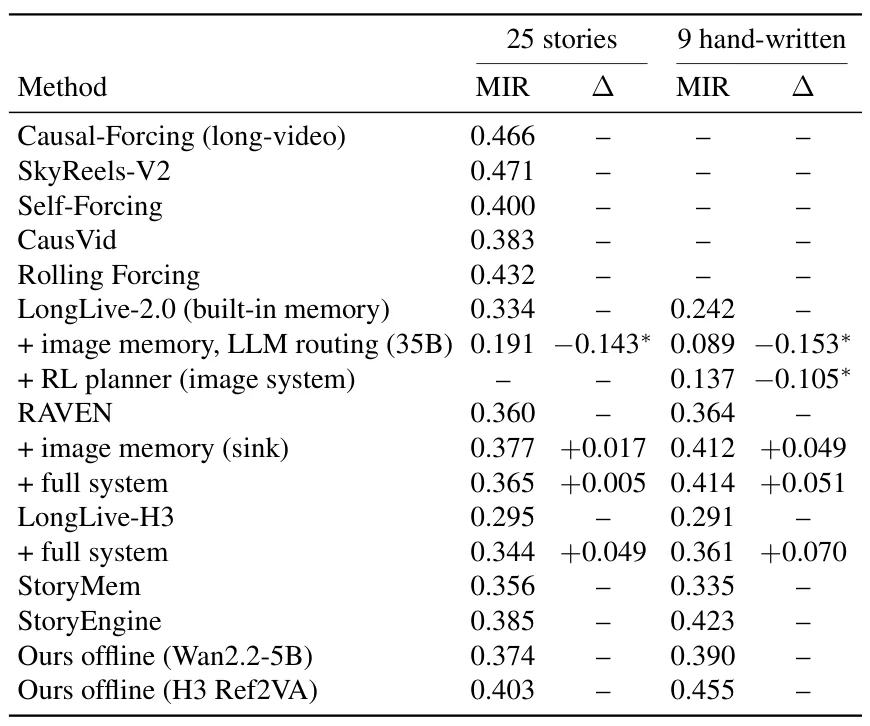 25 stories 9 hand-written
Method MIR Δ MIR Δ
Causal-Forcing (long-video) 0.466 – – –
SkyReels-V2 0.471 – – –
Self-Forcing 0.400 – – –
CausVid 0.383 – – –
Rolling Forcing 0.432 – – –
LongLive-2.0 (built-in memory) 0.334 – 0.242 –
+ image memory, LLM routing (35B) 0.191 −0.143* 0.089 −0.153*
+ RL planner (image system) – – 0.137 −0.105*
RAVEN 0.360 – 0.364 –
+ image memory (sink) 0.377 +0.017 0.412 +0.049
+ full system 0.365 +0.005 0.414 +0.051
LongLive-H3 0.295 – 0.291 –
+ full system 0.344 +0.049 0.361 +0.070
StoryMem 0.356 – 0.335 –
StoryEngine 0.385 – 0.423 –
Ours offline (Wan2.2-5B) 0.374 – 0.390 –
Ours offline (H3 Ref2VA) 0.403 – 0.455 –